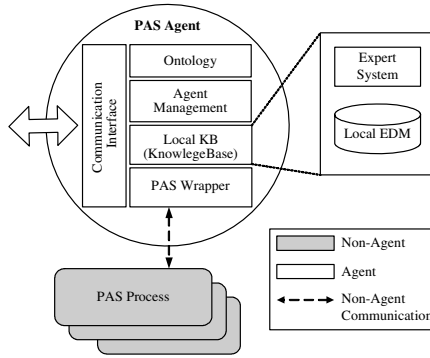 PAS Agent
Communication
Interface
Ontology
Agent
Management
Local KB
(KnowlegeBase)
PAS Wrapper
Expert
System
Local EDM
PAS Process
Non-Agent
Agent
Non-Agent
Communication